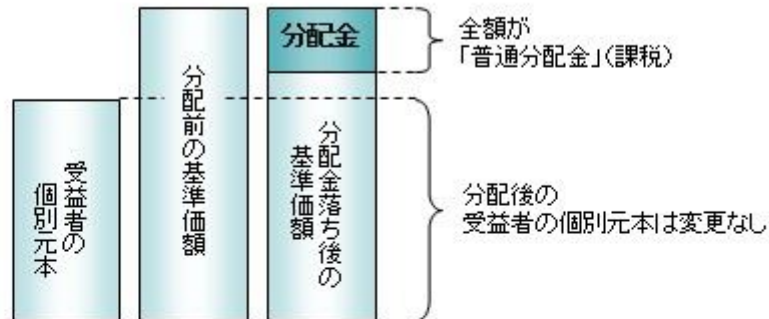 受益者の
個別元本
分配前の基準価額
分配金
分配金落ち後の
基準価額
全額が
「普通分配金」(課税)
分配後の
受益者の個別元本は変更なし